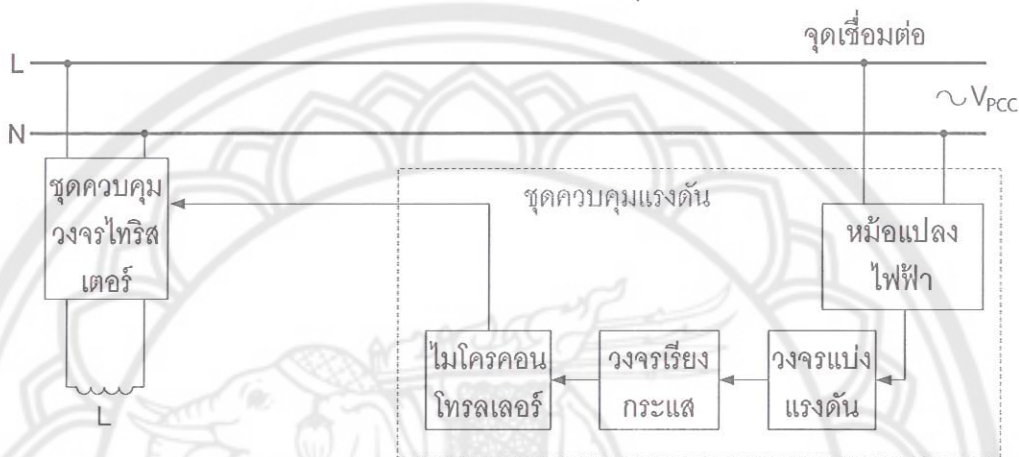 จุดเชื่อมต่อ
L
V_PCC
N
ชุดควบคุม
วงจรไทริส
เตอร์
ชุดควบคุมแรงดัน
หม้อแปลง
ไฟฟ้า
ไมโครคอน
โทรลเลอร์
วงจรเรียง
กระแส
วงจรแบ่ง
แรงดัน
L